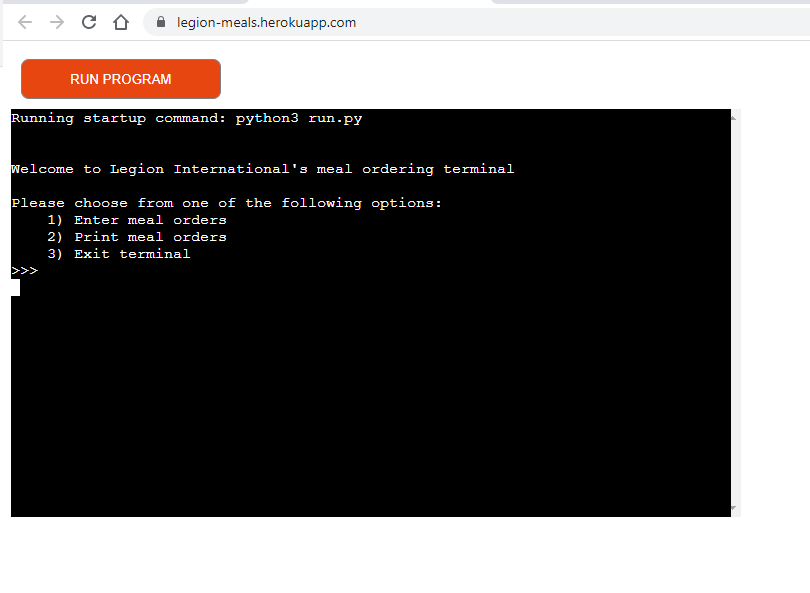 legion-meals.herokuapp.com
RUN PROGRAM
Running startup command: python3 run.py
Welcome to Legion International's meal ordering terminal
Please choose from one of the following options:
1) Enter meal orders
2) Print meal orders
3) Exit terminal
>>>